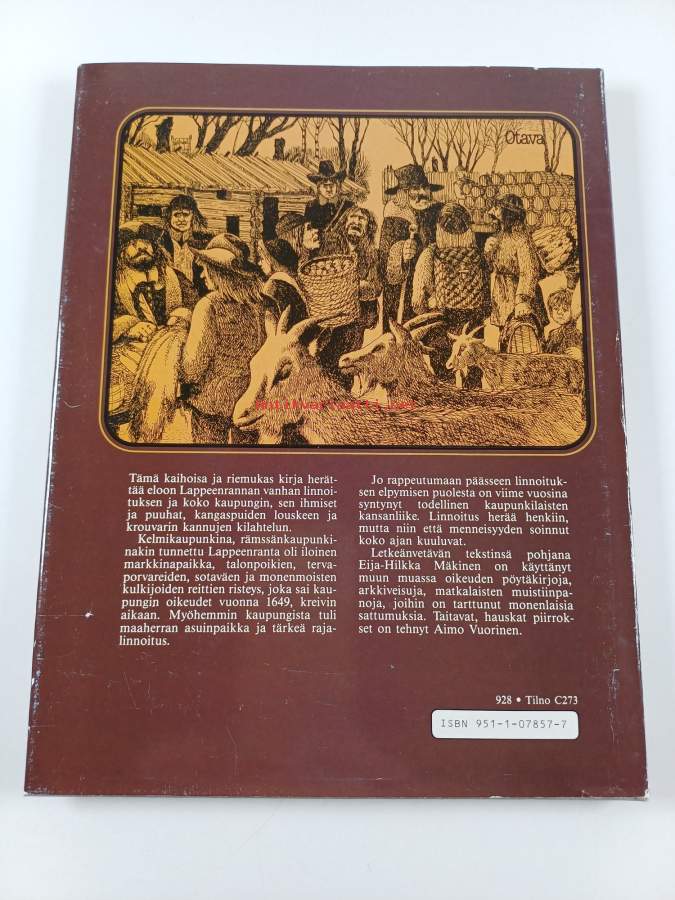 Otava
Tämä kaihoisa ja riemukas kirja herät-
tää eloon Lappeenrannan vanhan linnoi-
tuksen ja koko kaupungin, sen ihmiset
ja puuhat, kangaspuiden louskeen ja
krouvarin kannujen kilahtelun.
Kelmikaupunkina, rämssänkaupunki-
nakin tunnettu Lappeenranta oli iloinen
markkinapaikka, talonpoikien, terva-
porvareiden, sotaväen ja monenmoisten
kulkijoiden reittien risteys, joka sai kau-
pungin oikeudet vuonna 1649, kreivin
aikaan. Myöhemmin kaupungista tuli
maaherran asuinpaikka ja tärkeä raja-
linnoitus.
Jo rappeutumaan päässeen linnoituk-
sen elpymisen puolesta on viime vuosina
syntynyt todellinen kaupunkilaisten
kansanliike. Linnoitus herää henkiin,
mutta niin että menneisyyden soinnut
koko ajan kuuluvat.
Letkeänvetävän tekstinsä pohjana
Eija-Hilkka Mäkinen on käyttänyt
muun muassa oikeuden pöytäkirjoja,
arkkiveisuja, matkalaisten muistiinpa-
noja, joihin on tarttunut monenlaisia
sattumuksia. Taitavat, hauskat piirrok-
set on tehnyt Aimo Vuorinen.
928 • Tilno C273
ISBN 951-1-07857-7